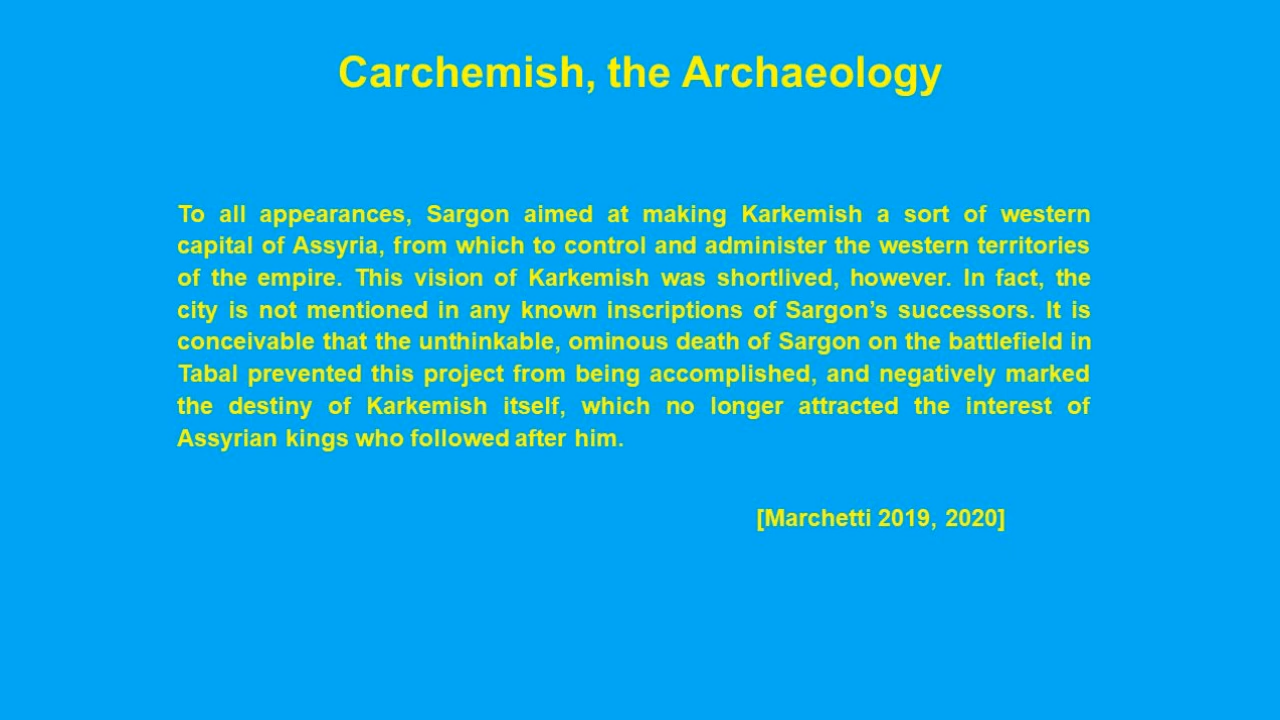 Carchemish, the Archaeology
To all appearances, Sargon aimed at making Karkemish a sort of western
capital of Assyria, from which to control and administer the western territories
of the empire. This vision of Karkemish was shortlived, however. In fact, the
city is not mentioned in any known inscriptions of Sargon’s successors. It is
conceivable that the unthinkable, ominous death of Sargon on the battlefield in
Tabal prevented this project from being accomplished, and negatively marked
the destiny of Karkemish itself, which no longer attracted the interest of
Assyrian kings who followed after him.
[Marchetti 2019, 2020]